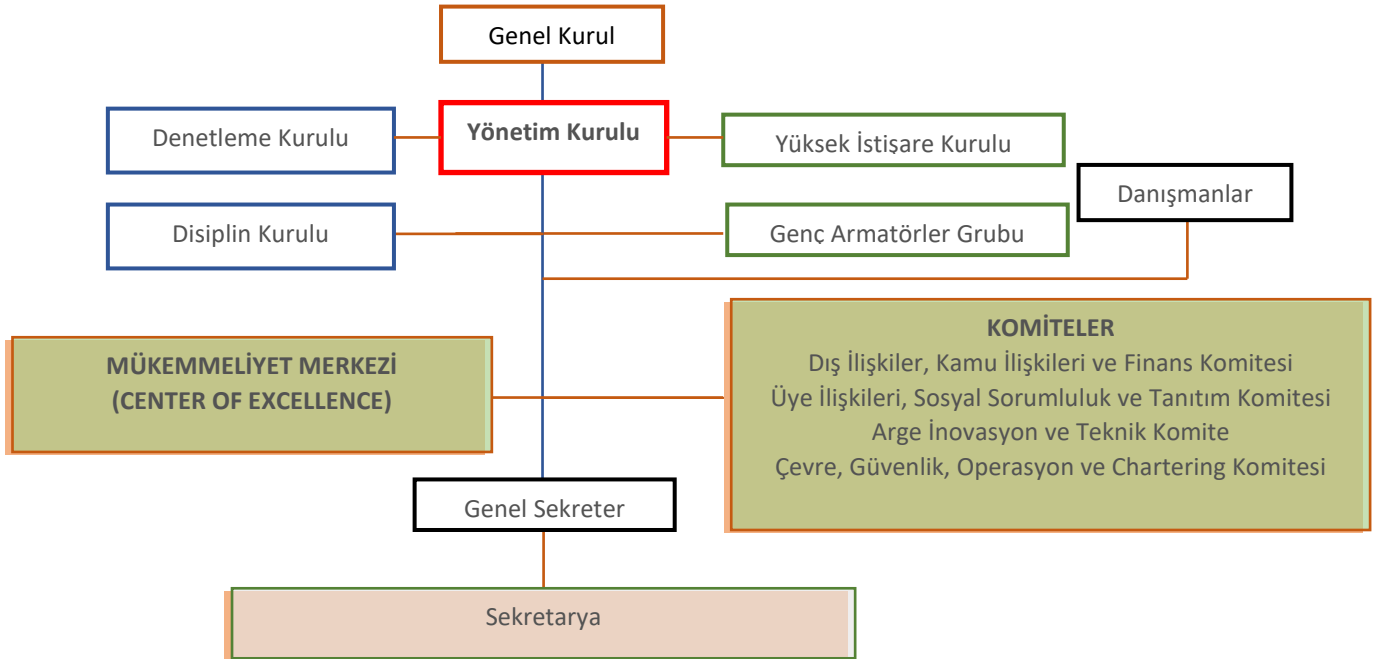 Genel Kurul
Denetleme Kurulu
Yönetim Kurulu
Yüksek İstişare Kurulu
Danışmanlar
Disiplin Kurulu
Genç Armatörler Grubu
MÜKEMMELİYET MERKEZİ
(CENTER OF EXCELLENCE)
KOMİTELER
Dış İlişkiler, Kamu İlişkileri ve Finans Komitesi
Üye İlişkileri, Sosyal Sorumluluk ve Tanıtım Komitesi
Arge İnovasyon ve Teknik Komite
Çevre, Güvenlik, Operasyon ve Chartering Komitesi
Genel Sekreter
Sekretarya